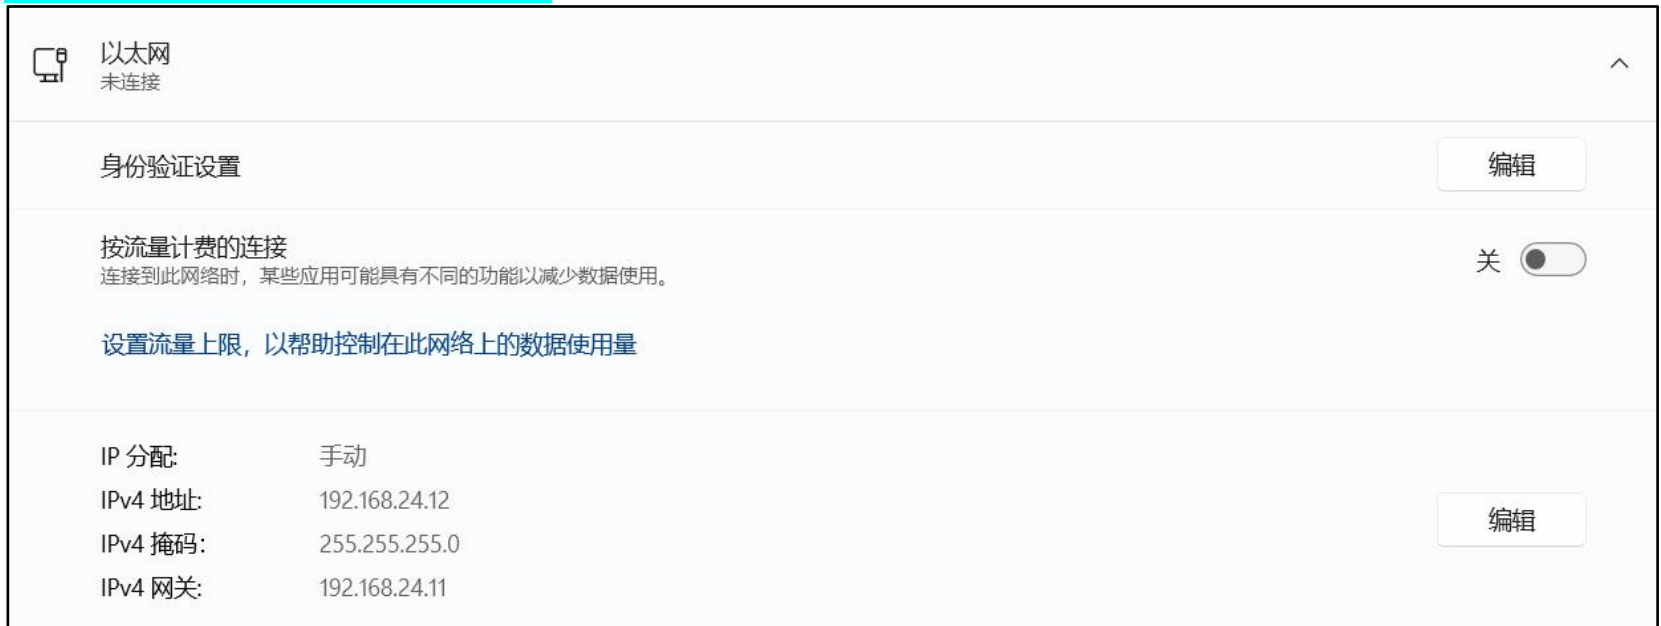 以太网
未连接
身份验证设置
编辑
按流量计费的连接
连接到此网络时，某些应用可能具有不同的功能以减少数据使用。
关
设置流量上限，以帮助控制在此网络上的数据使用量
IP 分配: 手动
IPv4 地址: 192.168.24.12
IPv4 掩码： 255.255.255.0
IPv4 网关: 192.168.24.11
编辑